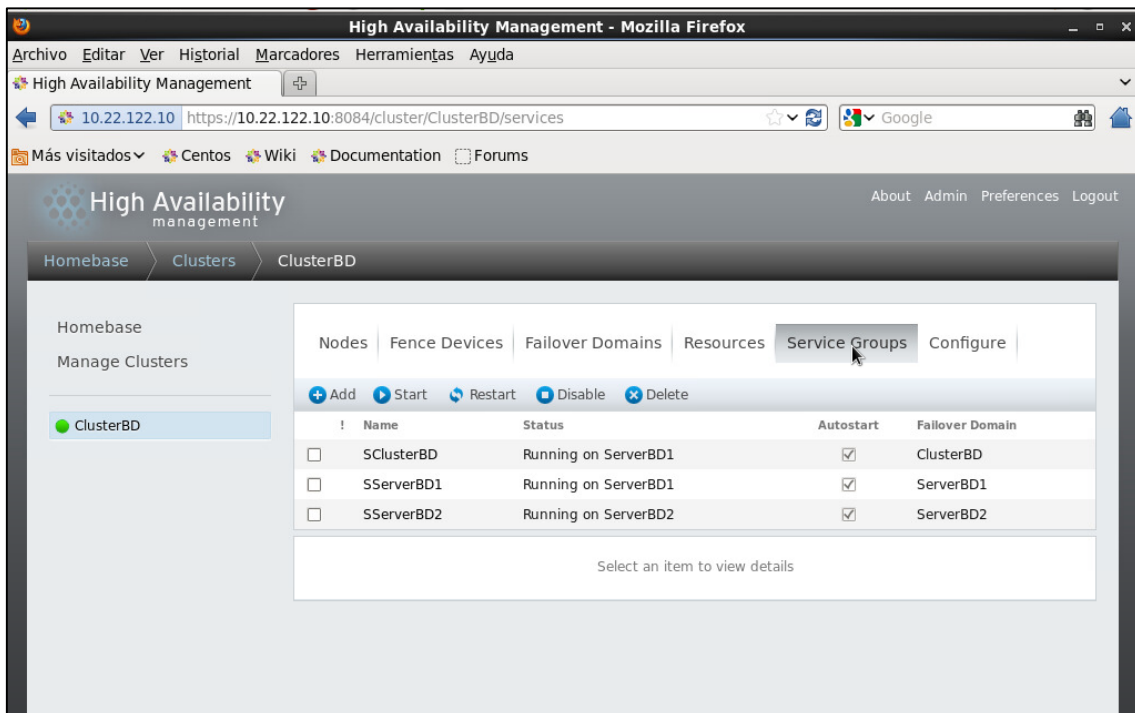 High Availability Management - Mozilla Firefox
Archivo Editar Ver Historial Marcadores Herramientas Ayuda
High Availability Management
10.22.122.10 https://10.22.122.10:8084/cluster/ClusterBD/services Google
Más visitados Centos Wiki Documentation Forums
High Availability
management
About Admin Preferences Logout
Homebase Clusters ClusterBD
Homebase
Manage Clusters
ClusterBD
Nodes Fence Devices Failover Domains Resources Service Groups Configure
Add Start Restart Disable Delete
! Name Status Autostart Failover Domain
SClusterBD Running on ServerBD1 ClusterBD
SServerBD1 Running on ServerBD1 ServerBD1
SServerBD2 Running on ServerBD2 ServerBD2
Select an item to view details